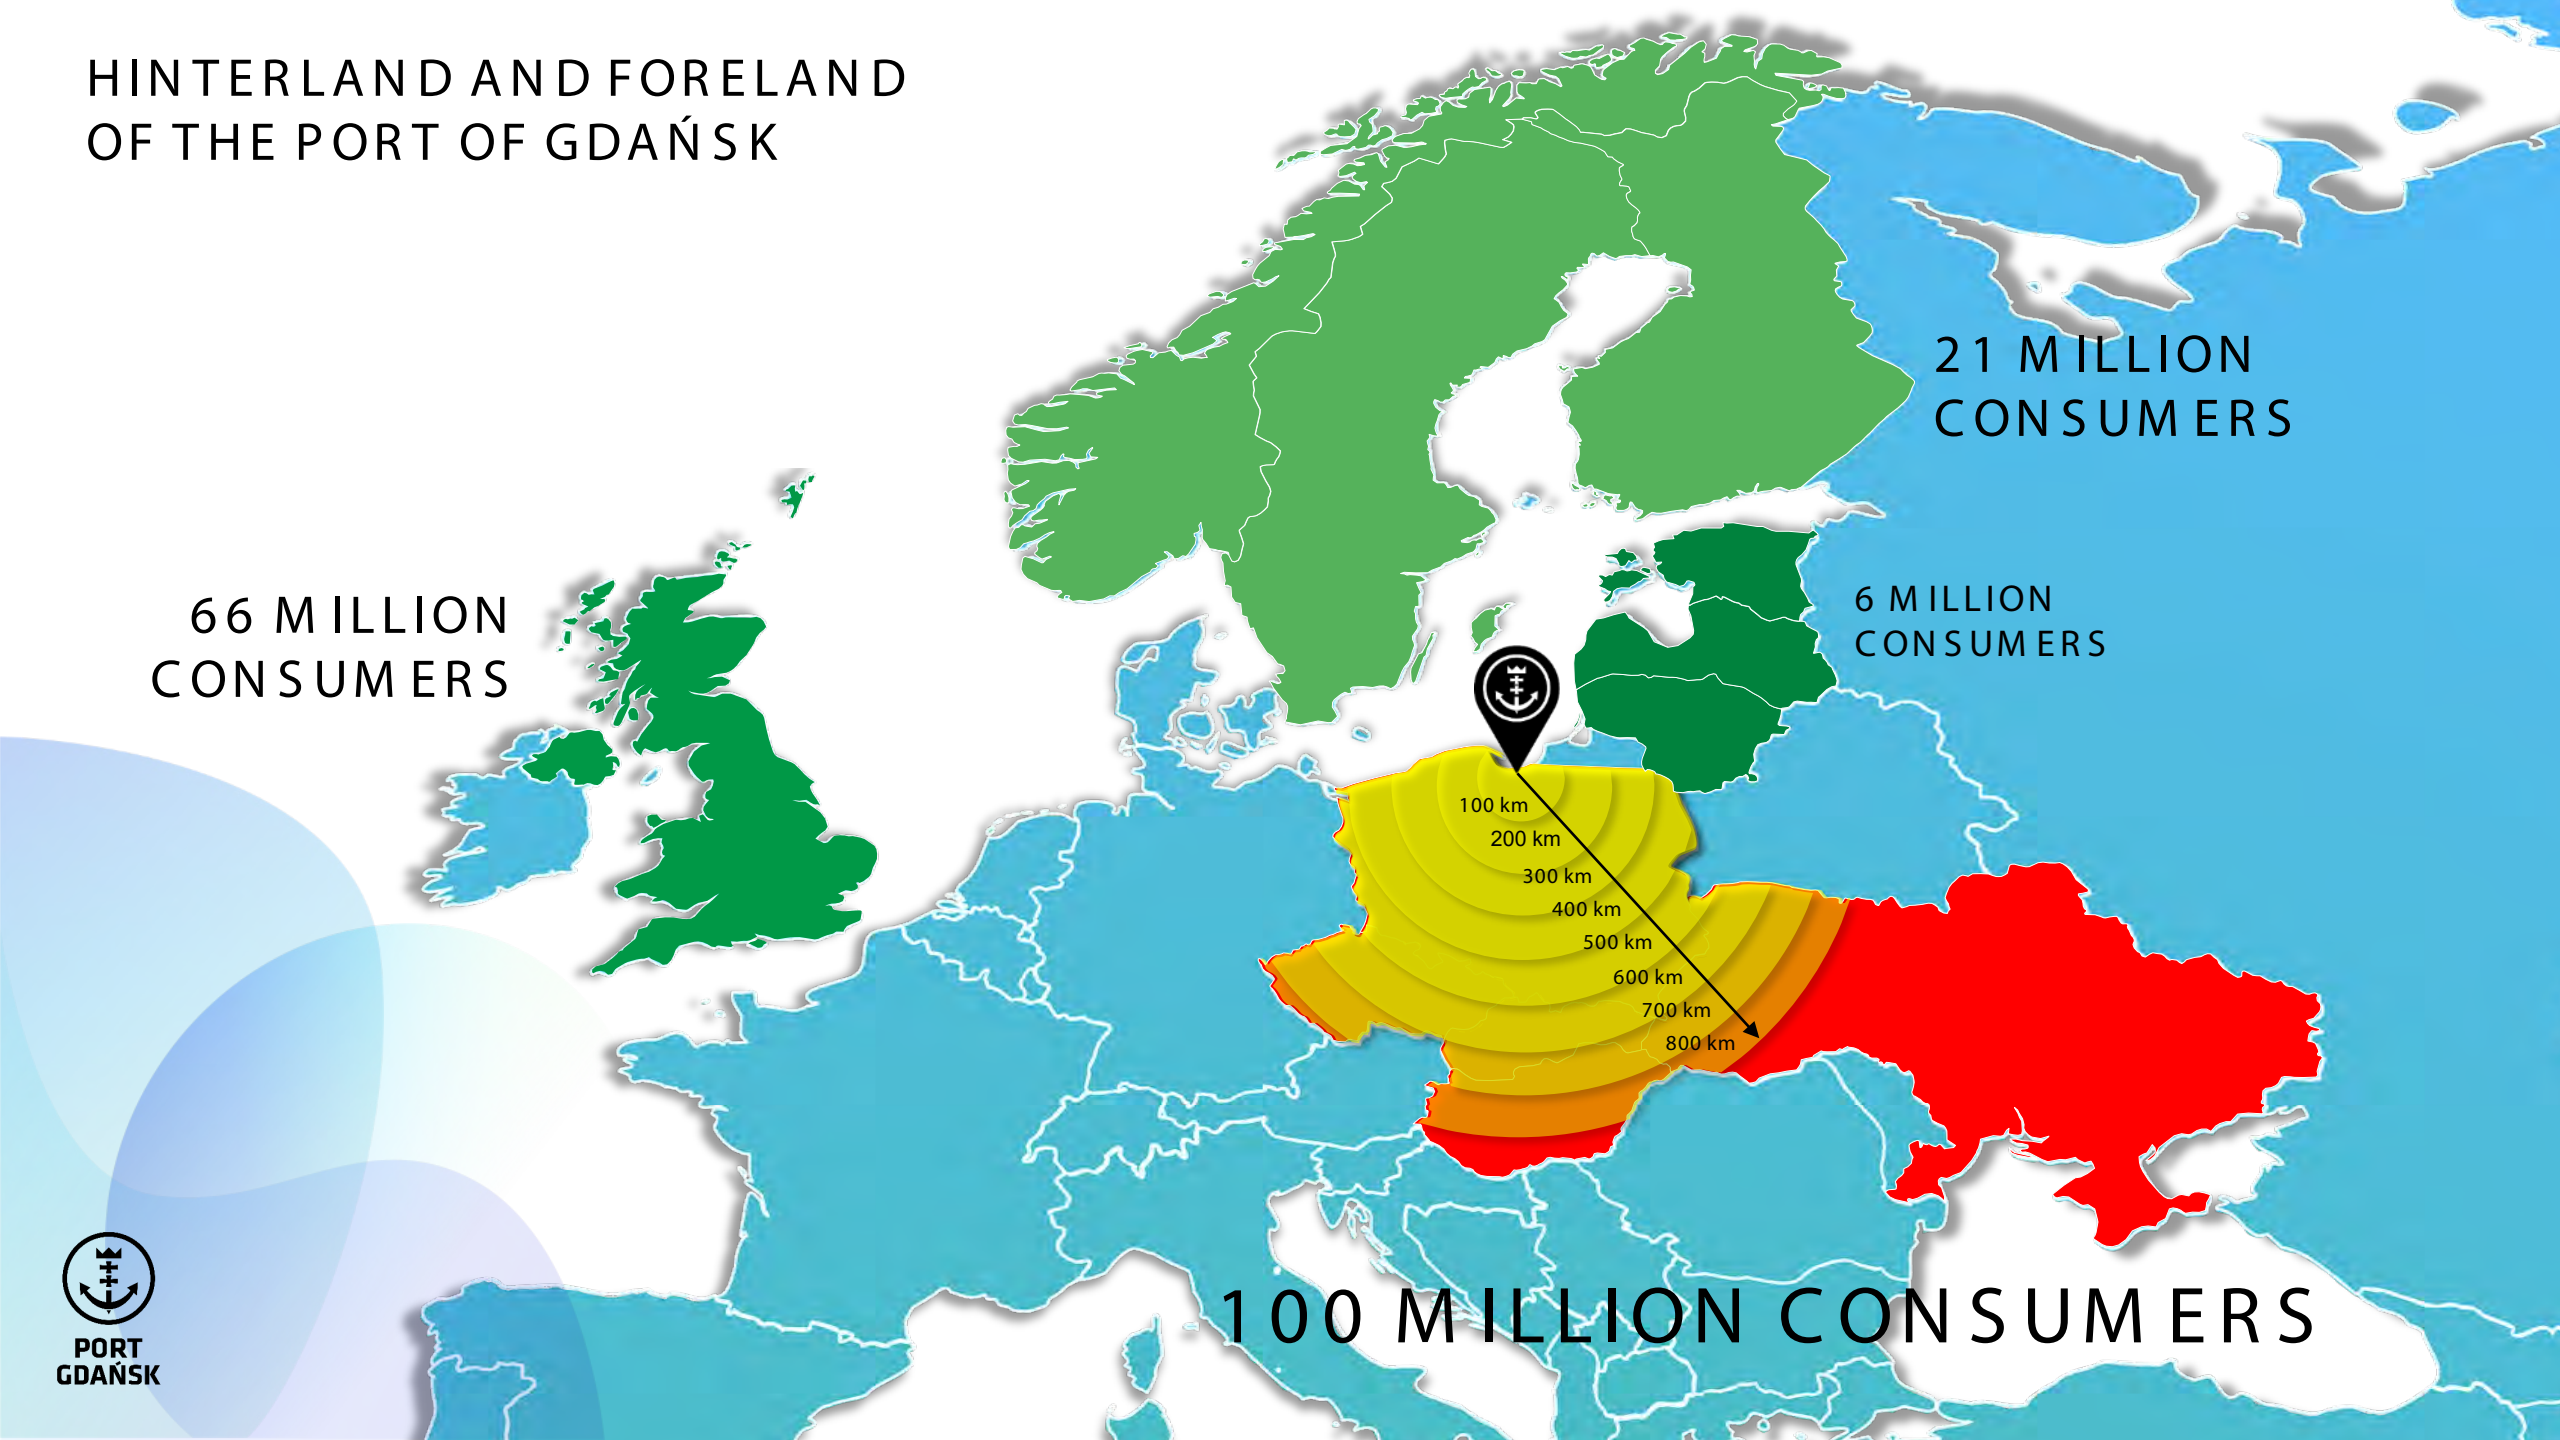 HINTERLAND AND FORELAND
OF THE PORT OF GDAŃSK
21 MILLION
CONSUMERS
66 MILLION
CONSUMERS
6 MILLION
CONSUMERS
100 km
200 km
300 km
400 km
500 km
600 km
700 km
800 km
100 MILLION CONSUMERS
PORT
GDAŃSK